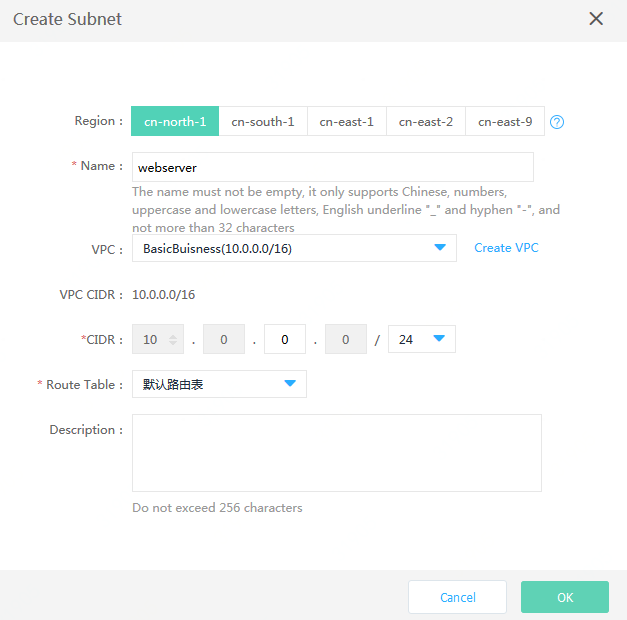 Create Subnet
Region : cn-north-1 cn-south-1 cn-east-1 cn-east-2 cn-east-9 ?
* Name : webserver
The name must not be empty, it only supports Chinese, numbers,
uppercase and lowercase letters, English underline "_" and hyphen "-", and
not more than 32 characters
VPC : BasicBuisness(10.0.0.0/16) Create VPC
VPC CIDR : 10.0.0.0/16
*CIDR : 10 . 0 . 0 . 0 / 24
* Route Table : 默认路由表
Description :
Do not exceed 256 characters
Cancel OK